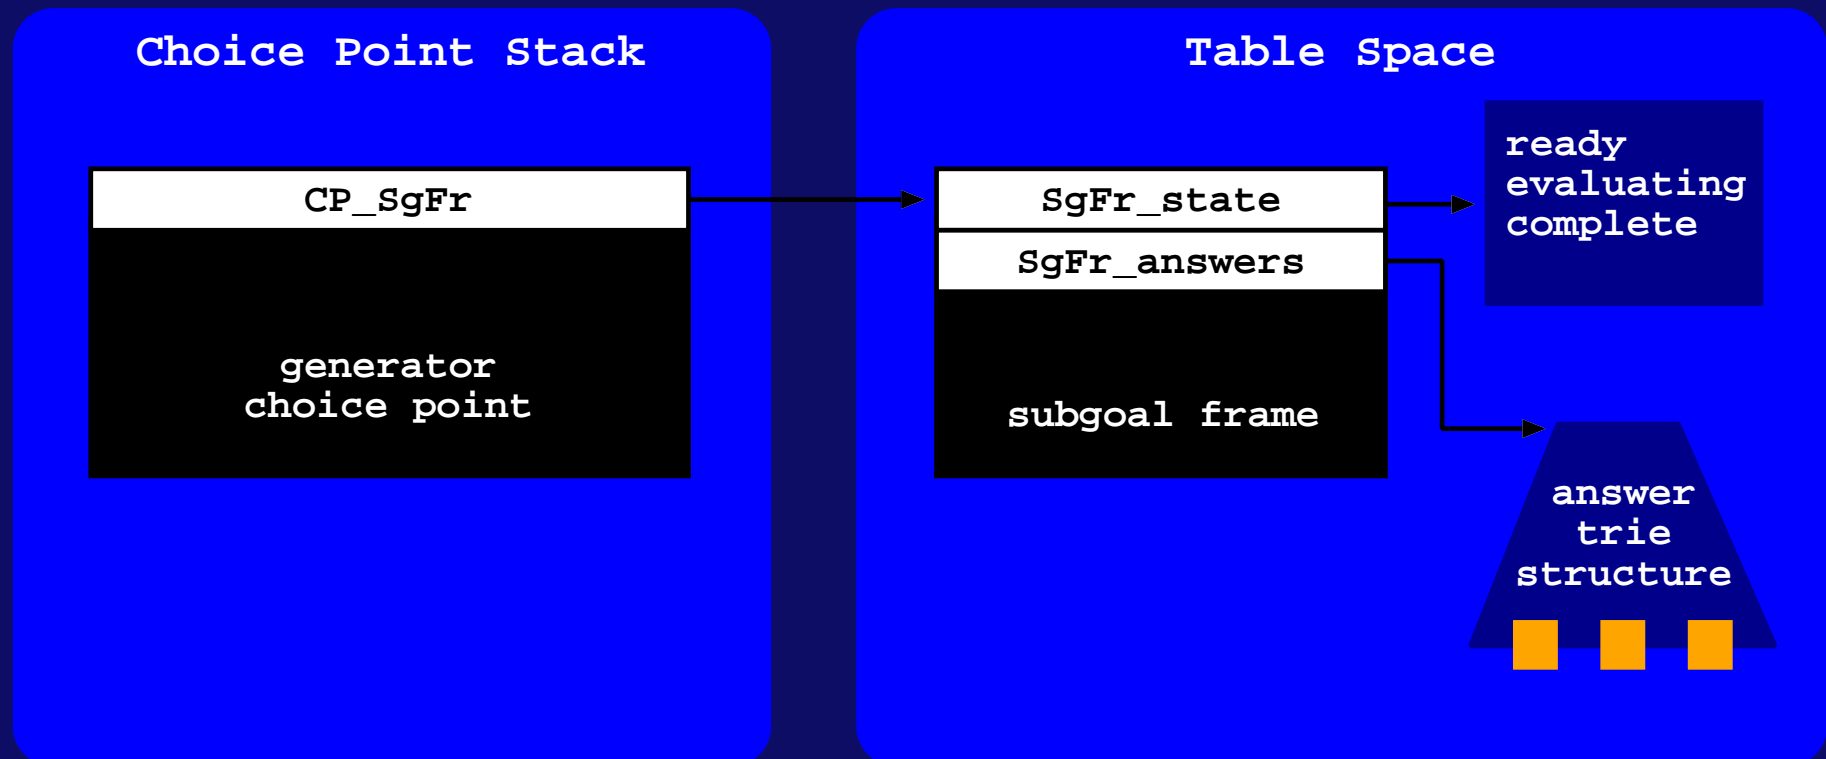 Choice Point Stack
CP_SgFr
generator
choice point
Table Space
SgFr_state
SgFr_answers
subgoal frame
ready
evaluating
complete
answer
trie
structure